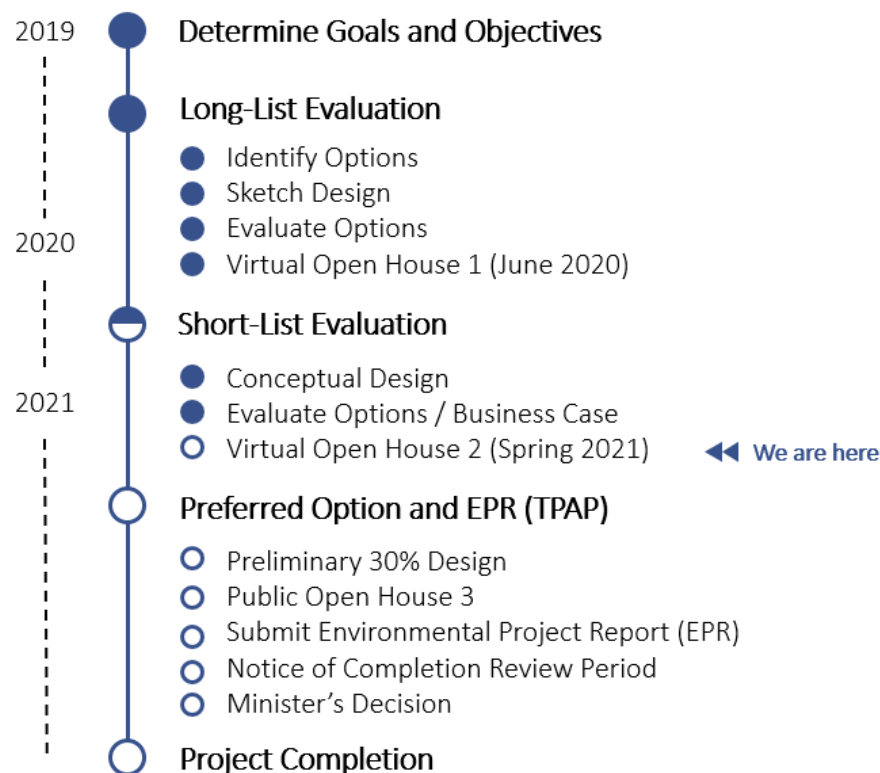 2019 Determine Goals and Objectives
Long-List Evaluation
Identify Options
Sketch Design
Evaluate Options
2020
Virtual Open House 1 (June 2020)
Short-List Evaluation
Conceptual Design
2021
Evaluate Options / Business Case
Virtual Open House 2 (Spring 2021) We are here
Preferred Option and EPR (TPAP)
Preliminary 30% Design
Public Open House 3
Submit Environmental Project Report (EPR)
Notice of Completion Review Period
Minister’s Decision
Project Completion